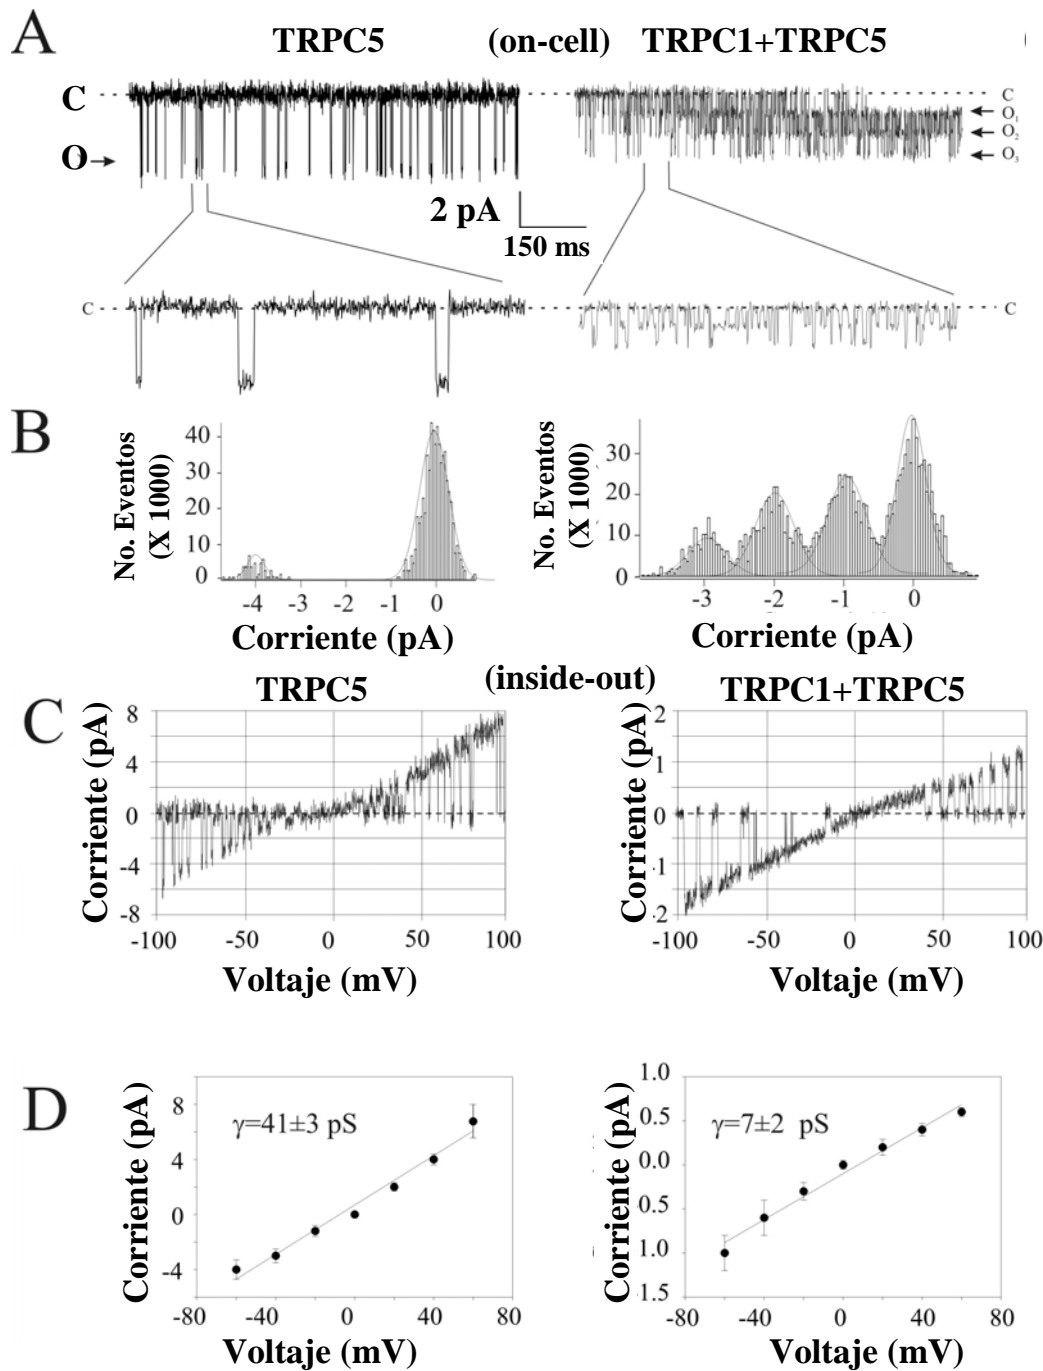 A
TRPC5 (on-cell) TRPC1+TRPC5
C C
O₁
O₂
O₃
O
2 pA
150 ms
C C
B
No. Eventos
(X 1000)
40
30
20
10
0
-4 -3 -2 -1 0
Corriente (pA)
No. Eventos
(X 1000)
30
20
10
0
-3 -2 -1 0
Corriente (pA)
(inside-out)
C
TRPC5
Corriente (pA)
8
4
0
-4
-8
-100 -50 0 50 100
Voltaje (mV)
TRPC1+TRPC5
Corriente (pA)
2
1
0
-1
-2
-100 -50 0 50 100
Voltaje (mV)
D
Corriente (pA)
8
4
0
-4
γ=41±3 pS
-80 -40 0 40 80
Voltaje (mV)
Corriente (pA)
1.0
0.5
0.0
0.5
1.0
1.5
γ=7±2 pS
-80 -40 0 40 80
Voltaje (mV)